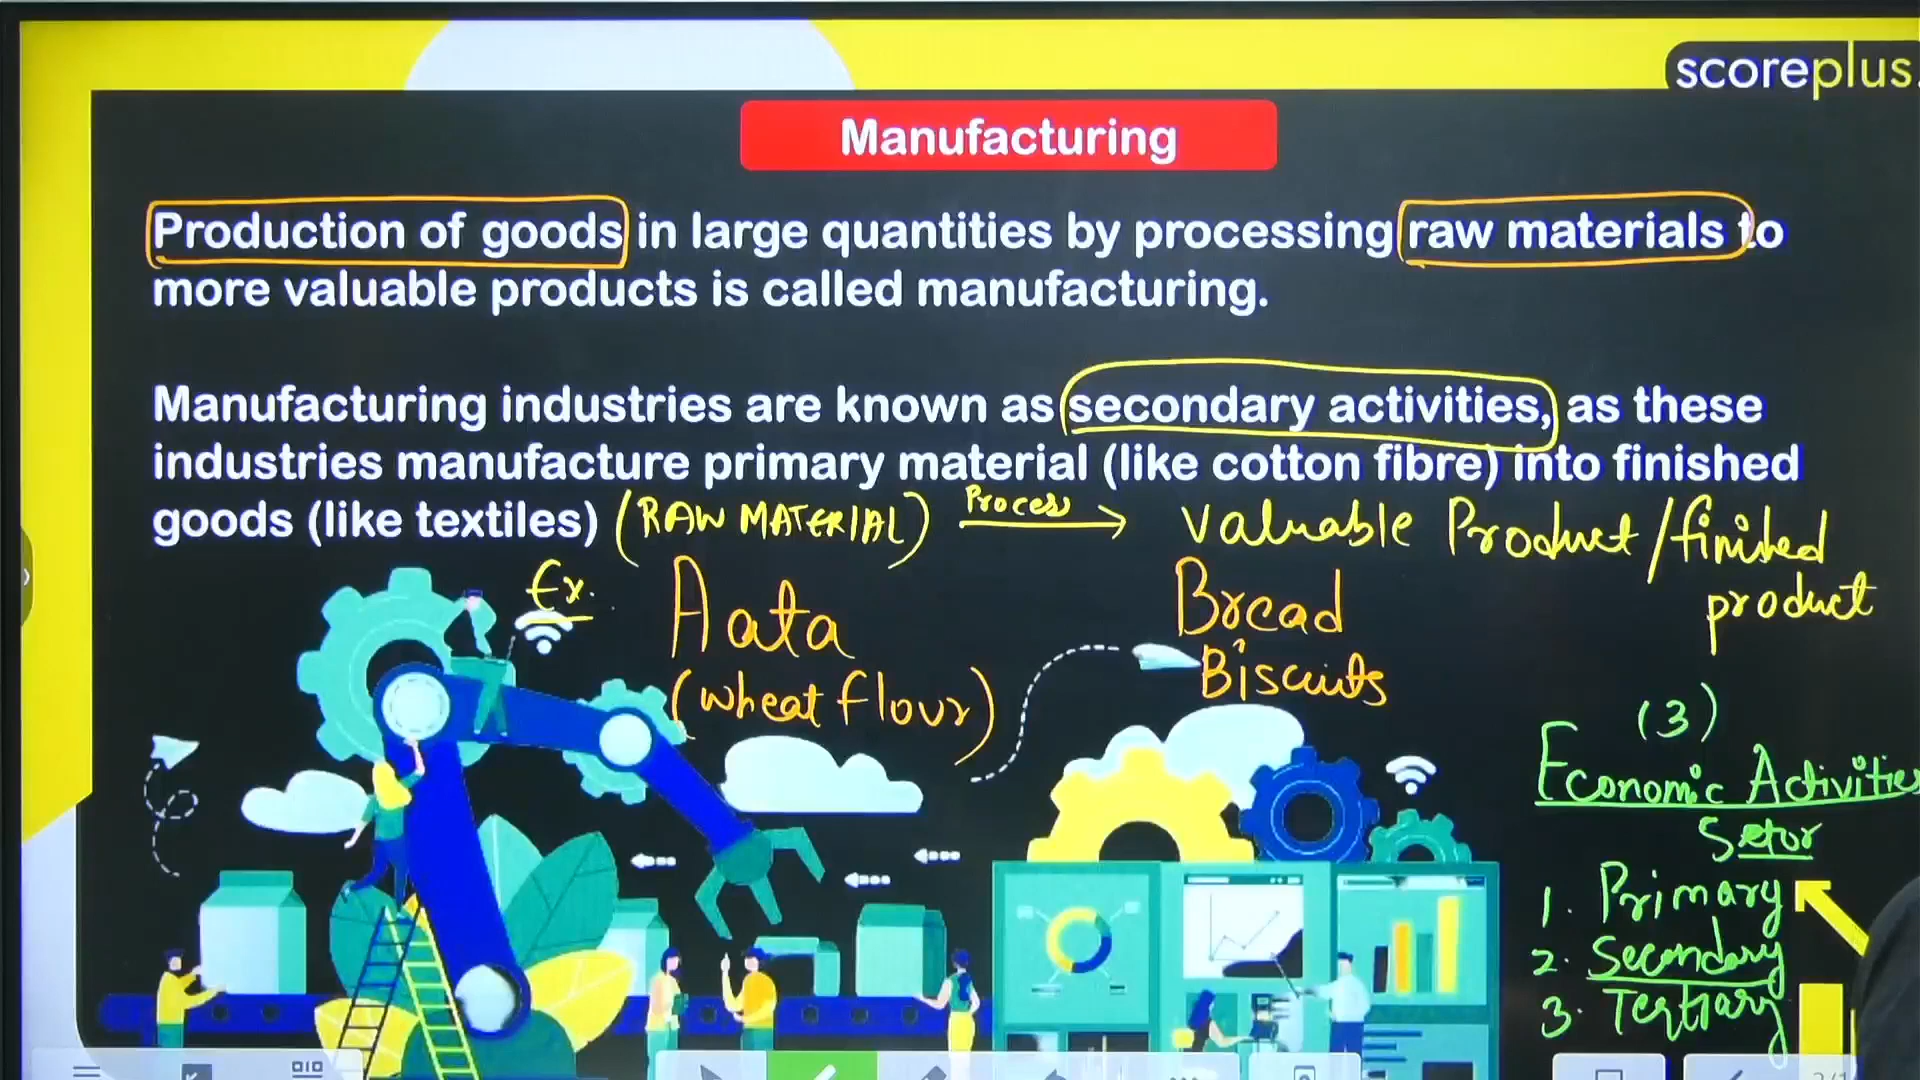 scoreplus.
Manufacturing
Production of goods in large quantities by processing raw materials to
more valuable products is called manufacturing.
Manufacturing industries are known as secondary activities, as these
industries manufacture primary material (like cotton fibre) into finished
goods (like textiles) (RAW MATERIAL) Process valuable Product/finished
product
Ex. Aata Bread
(wheat flour) Biscuits
(3)
Economic Activities
Setor
1. Primary
2. Secondary
3. Tertiary